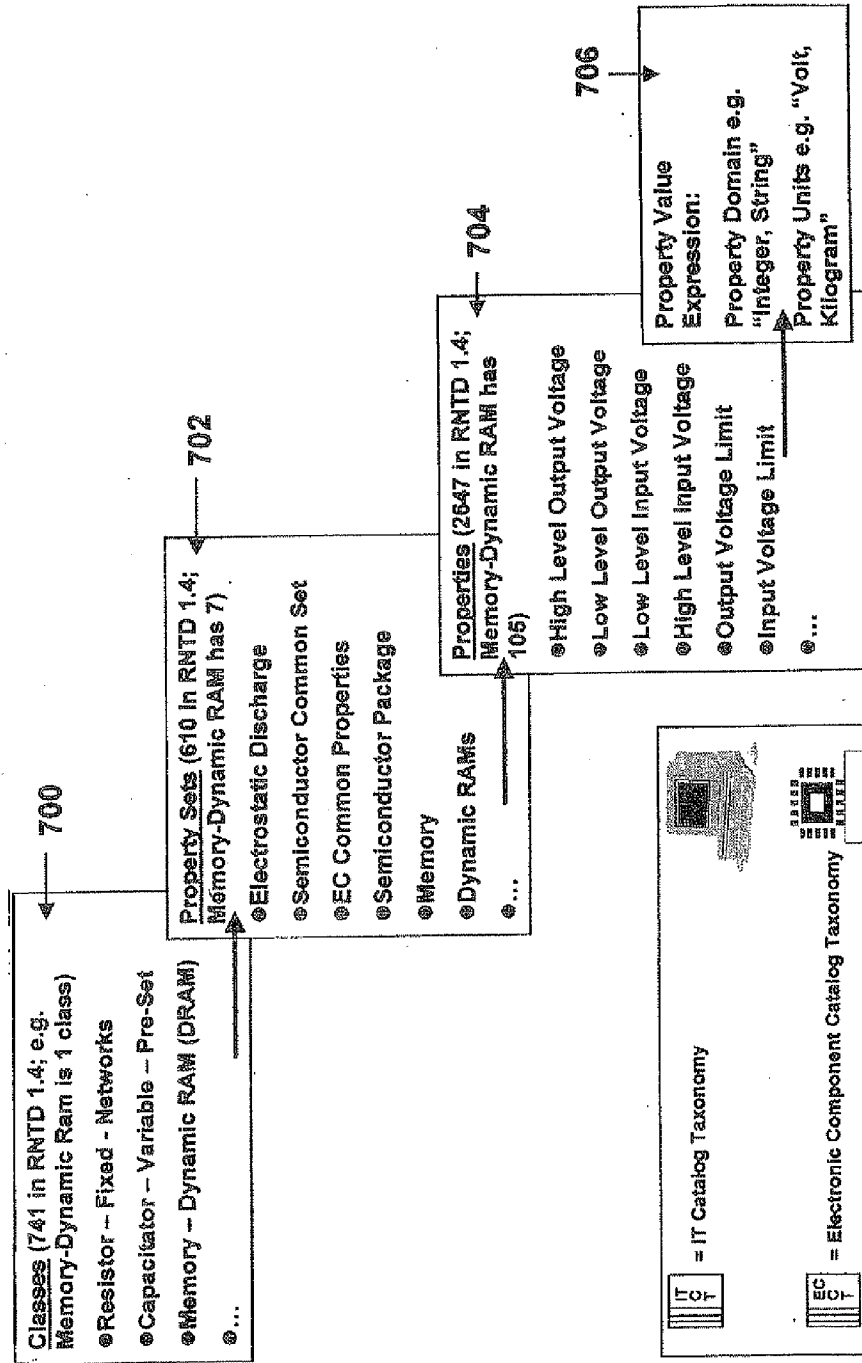 Classes (741 in RNTD 1.4; e.g.
Memory-Dynamic Ram is 1 class)
●Resistor – Fixed - Networks
●Capacitator – Variable – Pre-Set
●Memory – Dynamic RAM (DRAM)
●...
700
Property Sets (610 in RNTD 1.4;
Memory-Dynamic RAM has 7)
●Electrostatic Discharge
●Semiconductor Common Set
●EC Common Properties
●Semiconductor Package
●Memory
●Dynamic RAMs
●...
702
Properties (2647 in RNTD 1.4;
Memory-Dynamic RAM has
105)
●High Level Output Voltage
●Low Level Output Voltage
●Low Level Input Voltage
●High Level Input Voltage
●Output Voltage Limit
●Input Voltage Limit
●...
704
706
Property Value
Expression:
Property Domain e.g.
"Integer, String"
Property Units e.g. "Volt,
Kilogram"
IT
C
T
= IT Catalog Taxonomy
EC
C
T
= Electronic Component Catalog Taxonomy